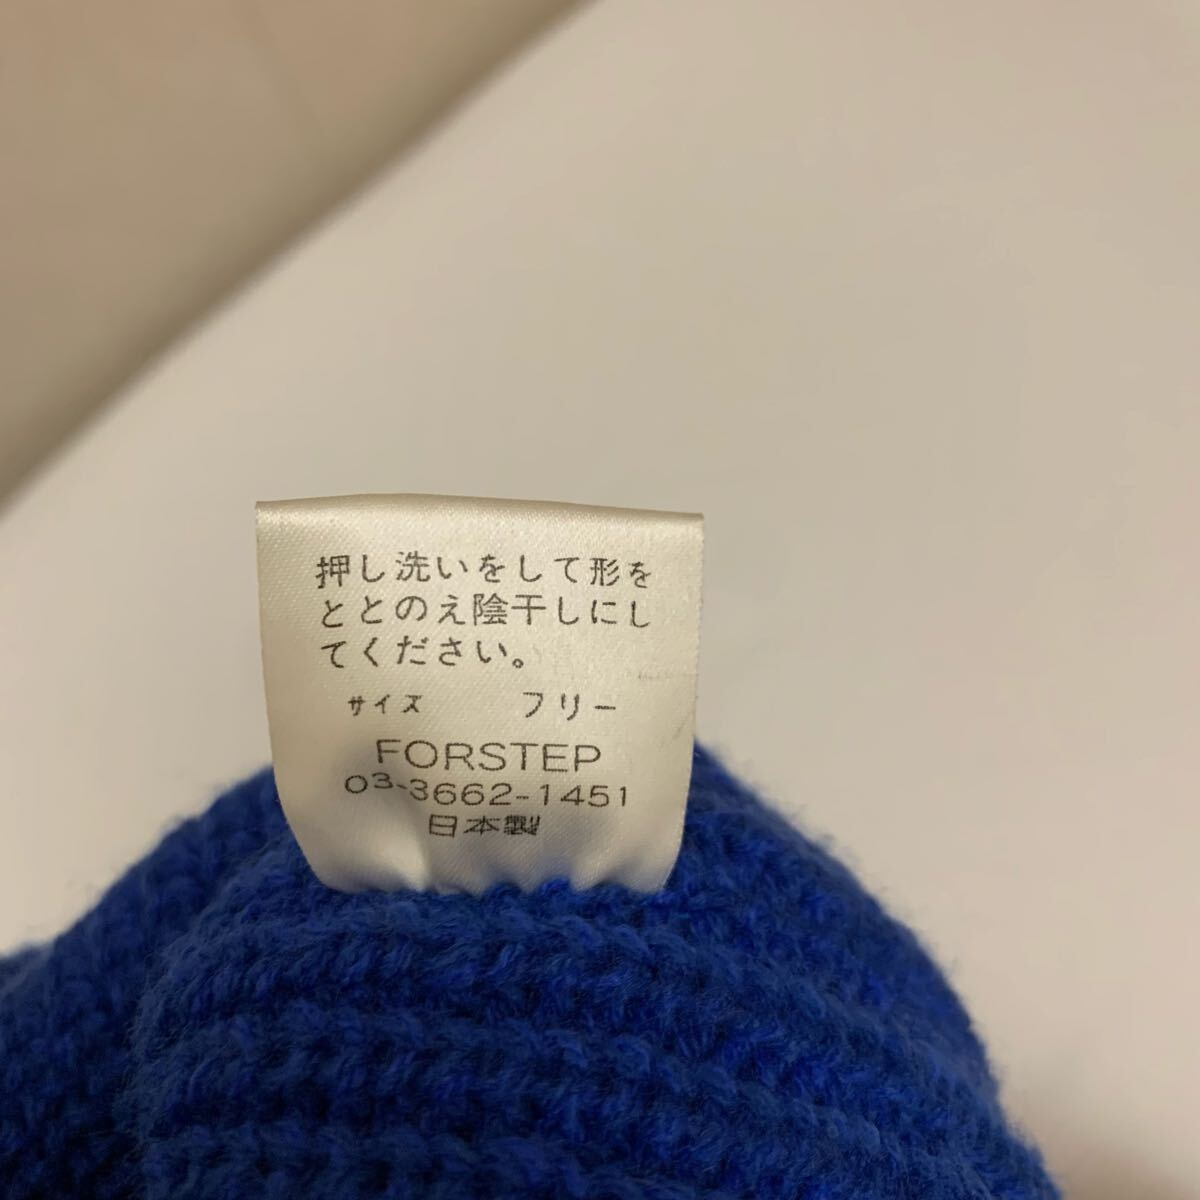 押し洗いをして形を
ととのえ陰干しにし
てください。
サイズ フリー
FORSTEP
03-3662-1451
日本製